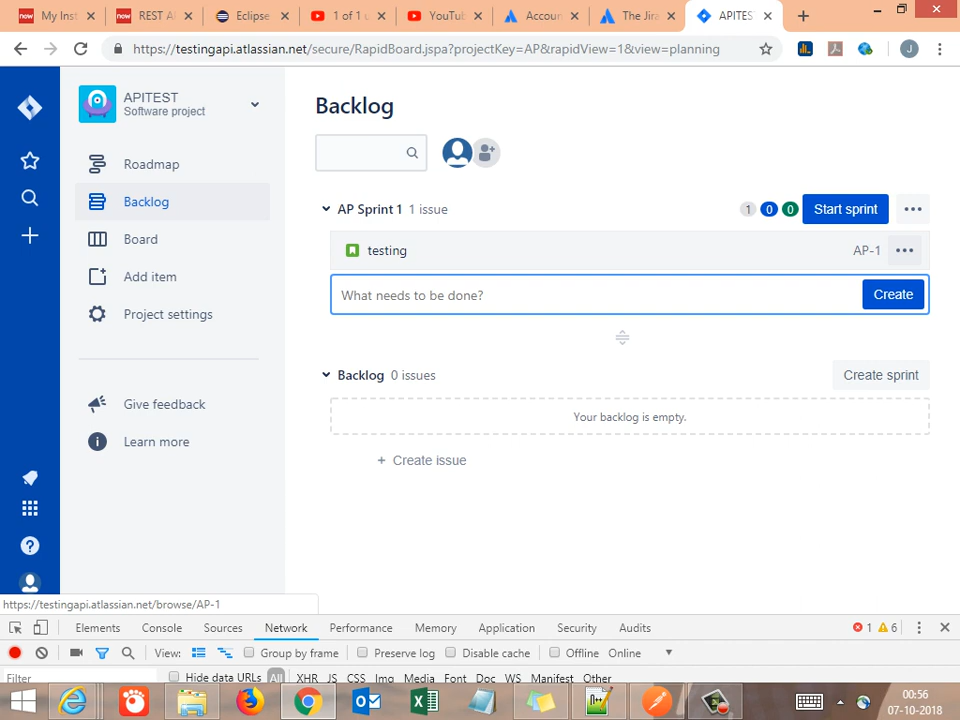 My Inst
REST A
Eclipse
1 of 1 u
YouTu
Accoun
The Jira
APITES
https://testingapi.atlassian.net/secure/RapidBoard.jspa?projectKey=AP&rapidView=1&view=planning
J
APITEST
Software project
Roadmap
Backlog
Board
Add item
Project settings
Give feedback
Learn more
Backlog
AP Sprint 1 1 issue
1 0 0 Start sprint
testing AP-1
What needs to be done? Create
Backlog 0 issues Create sprint
Your backlog is empty.
+ Create issue
https://testingapi.atlassian.net/browse/AP-1
Elements Console Sources Network Performance Memory Application Security Audits 1 6
View: Group by frame Preserve log Disable cache Offline Online
Filter Hide data URLs All XHR JS CSS Img Media Font Doc WS Manifest Other
00:56
07-10-2018